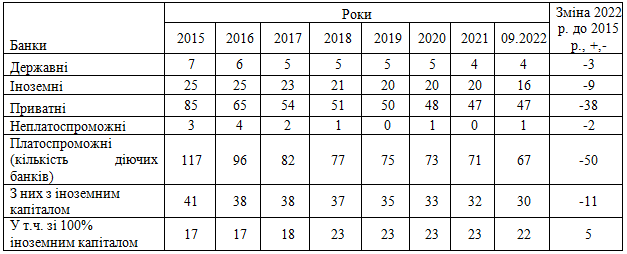 Банки Роки Зміна 2022 р. до 2015 р., +,-
2015 2016 2017 2018 2019 2020 2021 09.2022
Державні 7 6 5 5 5 5 4 4 -3
Іноземні 25 25 23 21 20 20 20 16 -9
Приватні 85 65 54 51 50 48 47 47 -38
Неплатоспроможні 3 4 2 1 0 1 0 1 -2
Платоспроможні (кількість діючих банків) 117 96 82 77 75 73 71 67 -50
З них з іноземним капіталом 41 38 38 37 35 33 32 30 -11
У т.ч. зі 100% іноземним капіталом 17 17 18 23 23 23 23 22 5